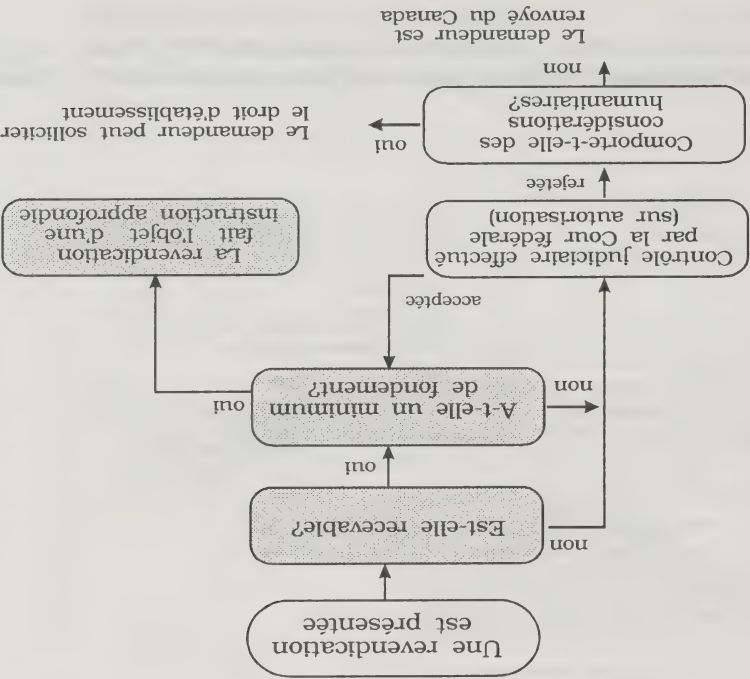 Une revendication
est présentée
Est-elle recevable?
non
oui
A-t-elle un minimum
de fondement?
non
oui
acceptée
Contrôle judiciaire effectué
par la Cour fédérale
(sur autorisation)
La revendication
fait l'objet d'une
instruction approfondie
rejetée
Comporte-t-elle des
considérations
humanitaires?
oui
Le demandeur peut solliciter
le droit d'établissement
non
Le demandeur est
renvoyé du Canada